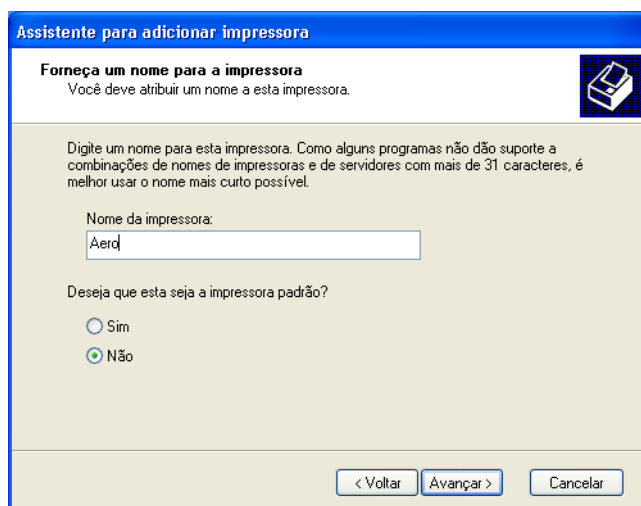 Assistente para adicionar impressora
Forneça um nome para a impressora
Você deve atribuir um nome a esta impressora.
Digite um nome para esta impressora. Como alguns programas não dão suporte a
combinações de nomes de impressoras e de servidores com mais de 31 caracteres, é
melhor usar o nome mais curto possível.
Nome da impressora:
Aero
Deseja que esta seja a impressora padrão?
Sim
Não
< Voltar Avançar > Cancelar